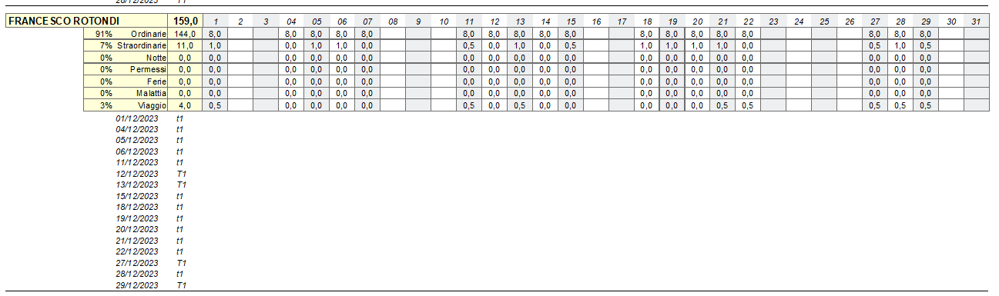 28/12/2023 T1
FRANCESCO ROTONDI 159,0 1 2 3 04 05 06 07 08 9 10 11 12 13 14 15 16 17 18 19 20 21 22 23 24 25 26 27 28 29 30 31
91% Ordinarie 144,0 8,0 8,0 8,0 8,0 8,0 8,0 8,0 8,0 8,0 8,0 8,0 8,0 8,0 8,0 8,0 8,0 8,0 8,0
7% Straordinarie 11,0 1,0 0,0 1,0 1,0 0,0 0,5 0,0 1,0 0,0 0,5 1,0 1,0 1,0 1,0 0,0 0,5 1,0 0,5
0% Notte 0,0 0,0 0,0 0,0 0,0 0,0 0,0 0,0 0,0 0,0 0,0 0,0 0,0 0,0 0,0 0,0 0,0 0,0 0,0
0% Permessi 0,0 0,0 0,0 0,0 0,0 0,0 0,0 0,0 0,0 0,0 0,0 0,0 0,0 0,0 0,0 0,0 0,0 0,0 0,0
0% Ferie 0,0 0,0 0,0 0,0 0,0 0,0 0,0 0,0 0,0 0,0 0,0 0,0 0,0 0,0 0,0 0,0 0,0 0,0 0,0
0% Malattia 0,0 0,0 0,0 0,0 0,0 0,0 0,0 0,0 0,0 0,0 0,0 0,0 0,0 0,0 0,0 0,0 0,0 0,0 0,0
3% Viaggio 4,0 0,5 0,0 0,0 0,0 0,0 0,5 0,0 0,5 0,0 0,0 0,0 0,0 0,0 0,5 0,5 0,5 0,5 0,5
01/12/2023 t1
04/12/2023 t1
05/12/2023 t1
06/12/2023 t1
11/12/2023 t1
12/12/2023 T1
13/12/2023 T1
15/12/2023 t1
18/12/2023 t1
19/12/2023 t1
20/12/2023 t1
21/12/2023 t1
22/12/2023 t1
27/12/2023 T1
28/12/2023 t1
29/12/2023 T1